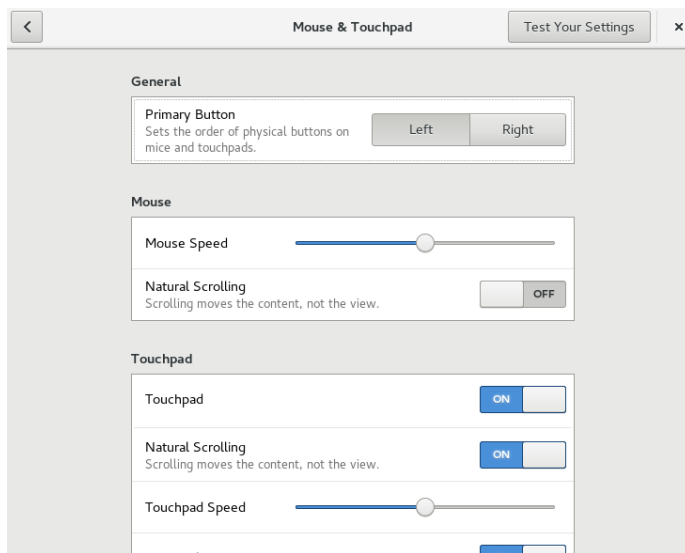 Mouse & Touchpad
Test Your Settings
General
Primary Button
Sets the order of physical buttons on
mice and touchpads.
Left
Right
Mouse
Mouse Speed
Natural Scrolling
Scrolling moves the content, not the view.
OFF
Touchpad
Touchpad
ON
Natural Scrolling
Scrolling moves the content, not the view.
ON
Touchpad Speed